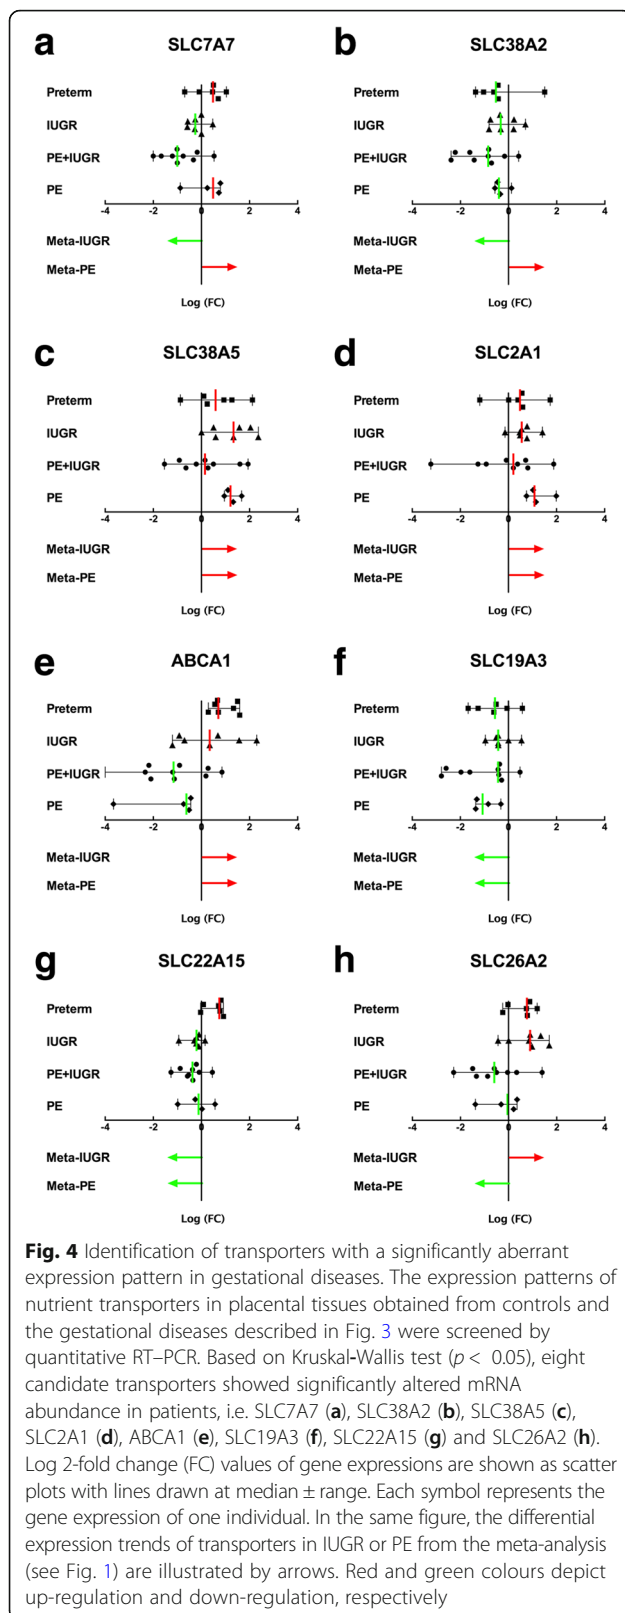 a
SLC7A7
Preterm
IUGR
PE+IUGR
PE
-4 -2 0 2 4
Meta-IUGR
Meta-PE
Log (FC)
b
SLC38A2
Preterm
IUGR
PE+IUGR
PE
-4 -2 0 2 4
Meta-IUGR
Meta-PE
Log (FC)
c
SLC38A5
Preterm
IUGR
PE+IUGR
PE
-4 -2 0 2 4
Meta-IUGR
Meta-PE
Log (FC)
d
SLC2A1
Preterm
IUGR
PE+IUGR
PE
-4 -2 0 2 4
Meta-IUGR
Meta-PE
Log (FC)
e
ABCA1
Preterm
IUGR
PE+IUGR
PE
-4 -2 0 2 4
Meta-IUGR
Meta-PE
Log (FC)
f
SLC19A3
Preterm
IUGR
PE+IUGR
PE
-4 -2 0 2 4
Meta-IUGR
Meta-PE
Log (FC)
g
SLC22A15
Preterm
IUGR
PE+IUGR
PE
-4 -2 0 2 4
Meta-IUGR
Meta-PE
Log (FC)
h
SLC26A2
Preterm
IUGR
PE+IUGR
PE
-4 -2 0 2 4
Meta-IUGR
Meta-PE
Log (FC)
Fig. 4 Identification of transporters with a significantly aberrant
expression pattern in gestational diseases. The expression patterns of
nutrient transporters in placental tissues obtained from controls and
the gestational diseases described in Fig. 3 were screened by
quantitative RT–PCR. Based on Kruskal-Wallis test (p < 0.05), eight
candidate transporters showed significantly altered mRNA
abundance in patients, i.e. SLC7A7 (a), SLC38A2 (b), SLC38A5 (c),
SLC2A1 (d), ABCA1 (e), SLC19A3 (f), SLC22A15 (g) and SLC26A2 (h).
Log 2-fold change (FC) values of gene expressions are shown as scatter
plots with lines drawn at median ± range. Each symbol represents the
gene expression of one individual. In the same figure, the differential
expression trends of transporters in IUGR or PE from the meta-analysis
(see Fig. 1) are illustrated by arrows. Red and green colours depict
up-regulation and down-regulation, respectively